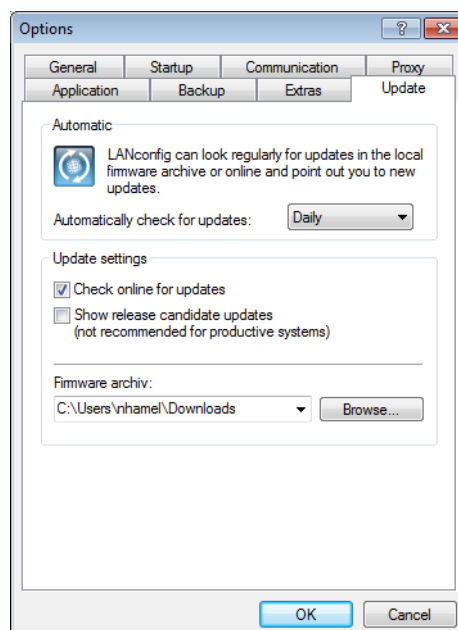 Options
General Startup Communication Proxy
Application Backup Extras Update
Automatic
LANconfig can look regularly for updates in the local
firmware archive or online and point out you to new
updates.
Automatically check for updates: Daily
Update settings
Check online for updates
Show release candidate updates
(not recommended for productive systems)
Firmware archiv:
C:\Users\nhamel\Downloads Browse...
OK Cancel